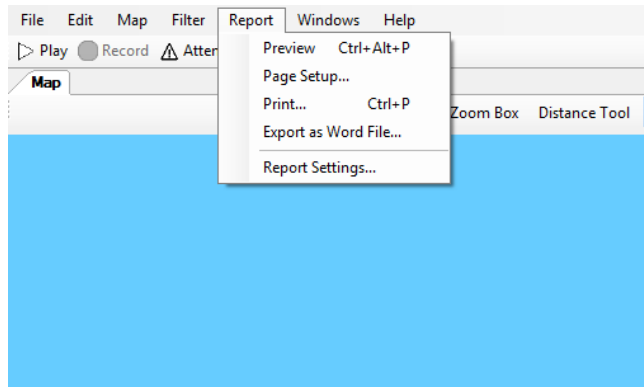 File Edit Map Filter Report Windows Help
Play Record Atter
Preview Ctrl+Alt+P
Page Setup...
Map
Print... Ctrl+P
Zoom Box Distance Tool
Export as Word File...
Report Settings...